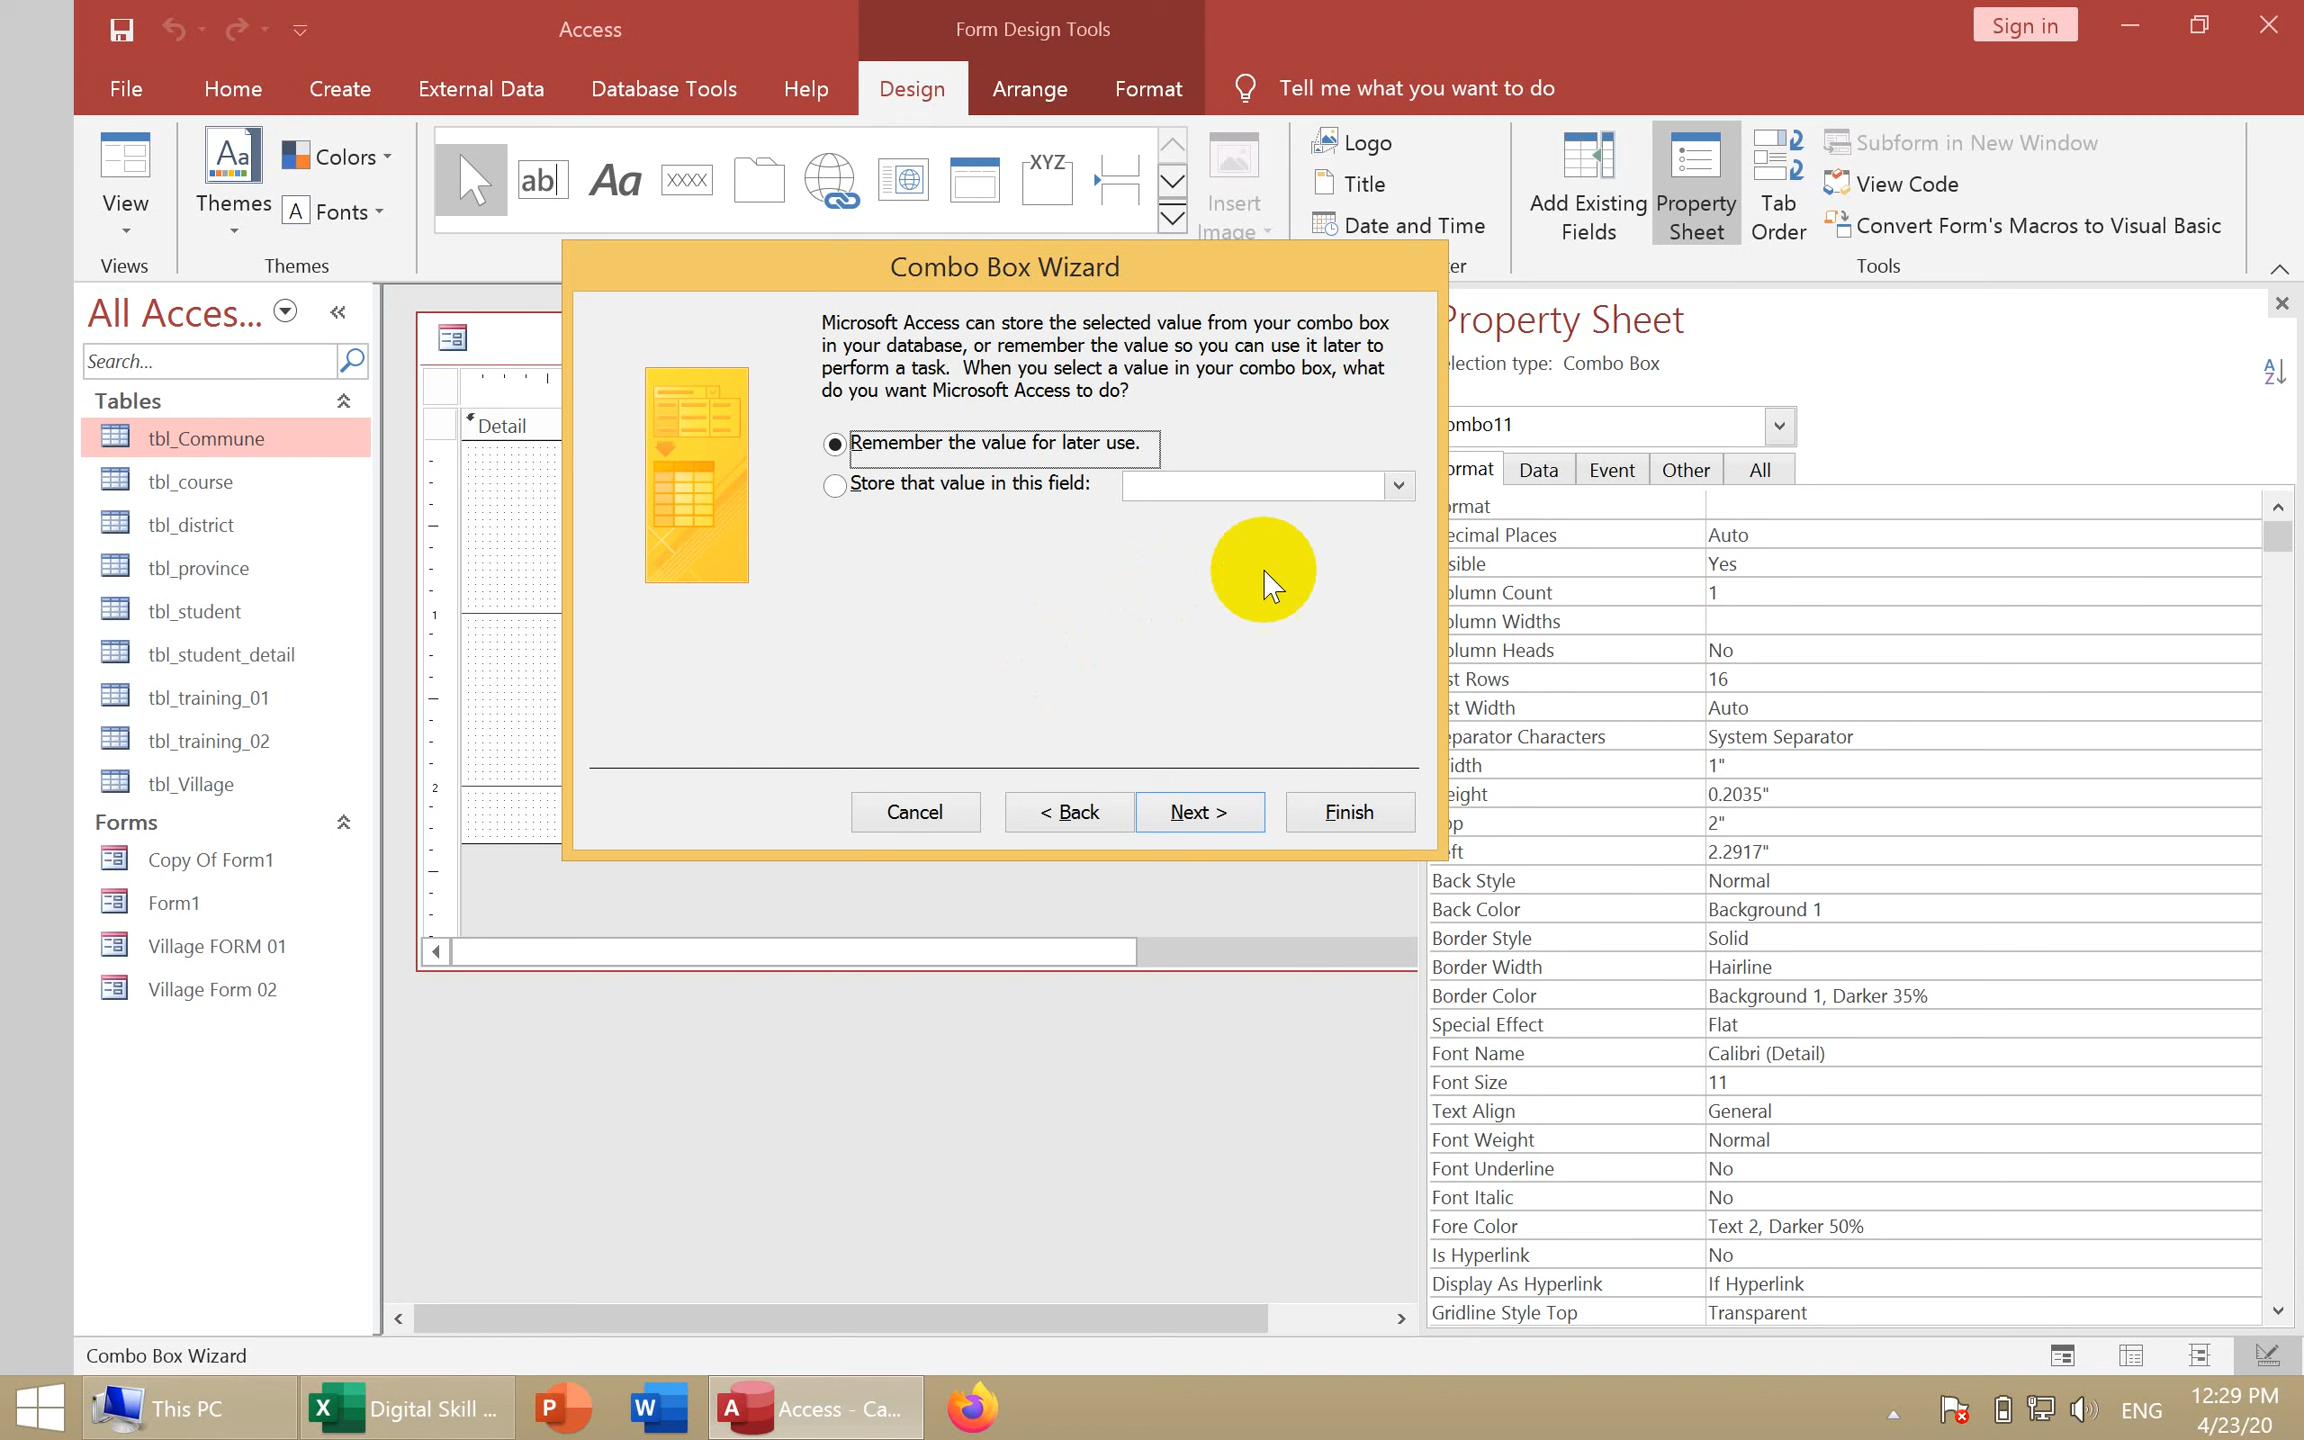 Access
Form Design Tools
Sign in
File
Home
Create
External Data
Database Tools
Help
Design
Arrange
Format
Tell me what you want to do
View
Views
Aa
Themes
Colors
A Fonts
Themes
ab
Aa
XXXX
XYZ
Insert
Image
Logo
Title
Date and Time
er
Add Existing
Fields
Property
Sheet
Tab
Order
Subform in New Window
View Code
Convert Form's Macros to Visual Basic
Tools
All Acces...
Search...
Tables
tbl_Commune
tbl_course
tbl_district
tbl_province
tbl_student
tbl_student_detail
tbl_training_01
tbl_training_02
tbl_Village
Forms
Copy Of Form1
Form1
Village FORM 01
Village Form 02
Detail
1
2
Combo Box Wizard
Microsoft Access can store the selected value from your combo box
in your database, or remember the value so you can use it later to
perform a task. When you select a value in your combo box, what
do you want Microsoft Access to do?
Remember the value for later use.
Store that value in this field:
Cancel
< Back
Next >
Finish
Property Sheet
lection type: Combo Box
A
Z
ombo11
ormat
Data
Event
Other
All
ormat
ecimal Places Auto
isible Yes
olumn Count 1
olumn Widths
olumn Heads No
st Rows 16
st Width Auto
eparator Characters System Separator
idth 1"
eight 0.2035"
op 2"
eft 2.2917"
Back Style Normal
Back Color Background 1
Border Style Solid
Border Width Hairline
Border Color Background 1, Darker 35%
Special Effect Flat
Font Name Calibri (Detail)
Font Size 11
Text Align General
Font Weight Normal
Font Underline No
Font Italic No
Fore Color Text 2, Darker 50%
Is Hyperlink No
Display As Hyperlink If Hyperlink
Gridline Style Top Transparent
Combo Box Wizard
This PC
X
Digital Skill ...
P
W
A
Access - Ca...
ENG
12:29 PM
4/23/20